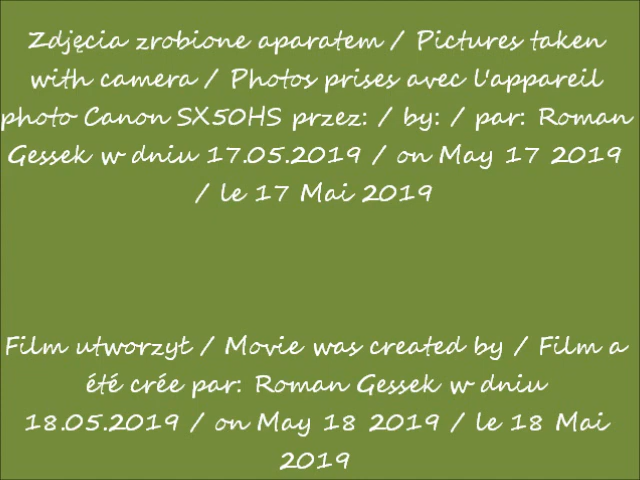 Zdjęcia zrobione aparatem / Pictures taken
with camera / Photos prises avec l'appareil
photo Canon SX50HS przez: / by: / par: Roman
Gessek w dniu 17.05.2019 / on May 17 2019
/ le 17 Mai 2019
Film utworzył / Movie was created by / Film a
été crée par: Roman Gessek w dniu
18.05.2019 / on May 18 2019 / le 18 Mai
2019